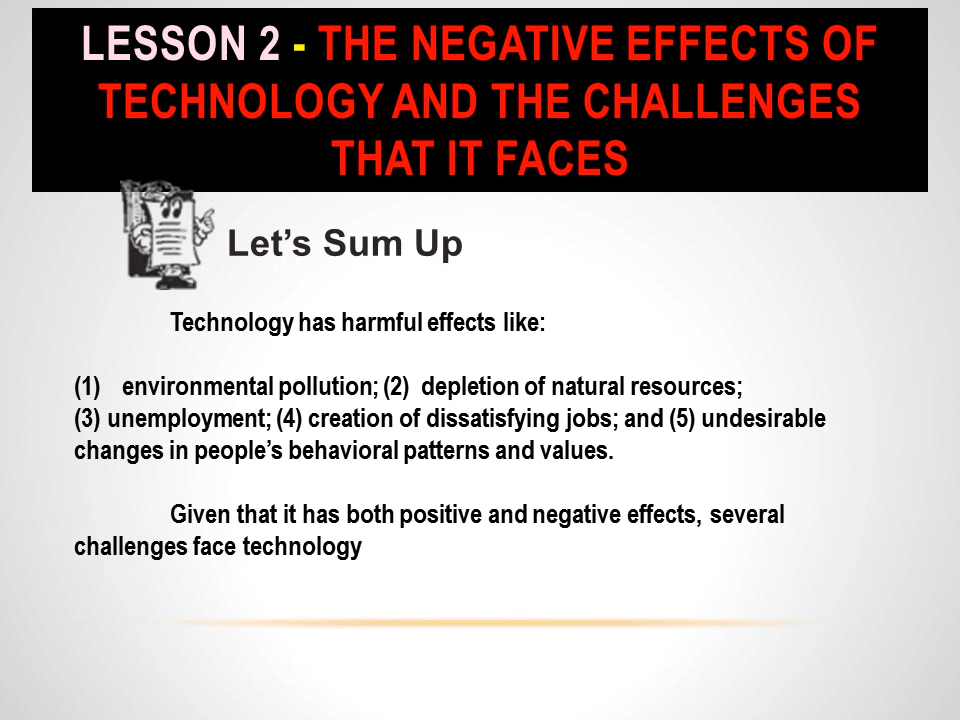 LESSON 2 - THE NEGATIVE EFFECTS OF
TECHNOLOGY AND THE CHALLENGES
THAT IT FACES
Let’s Sum Up
Technology has harmful effects like:
(1) environmental pollution; (2) depletion of natural resources;
(3) unemployment; (4) creation of dissatisfying jobs; and (5) undesirable
changes in people’s behavioral patterns and values.
Given that it has both positive and negative effects, several
challenges face technology